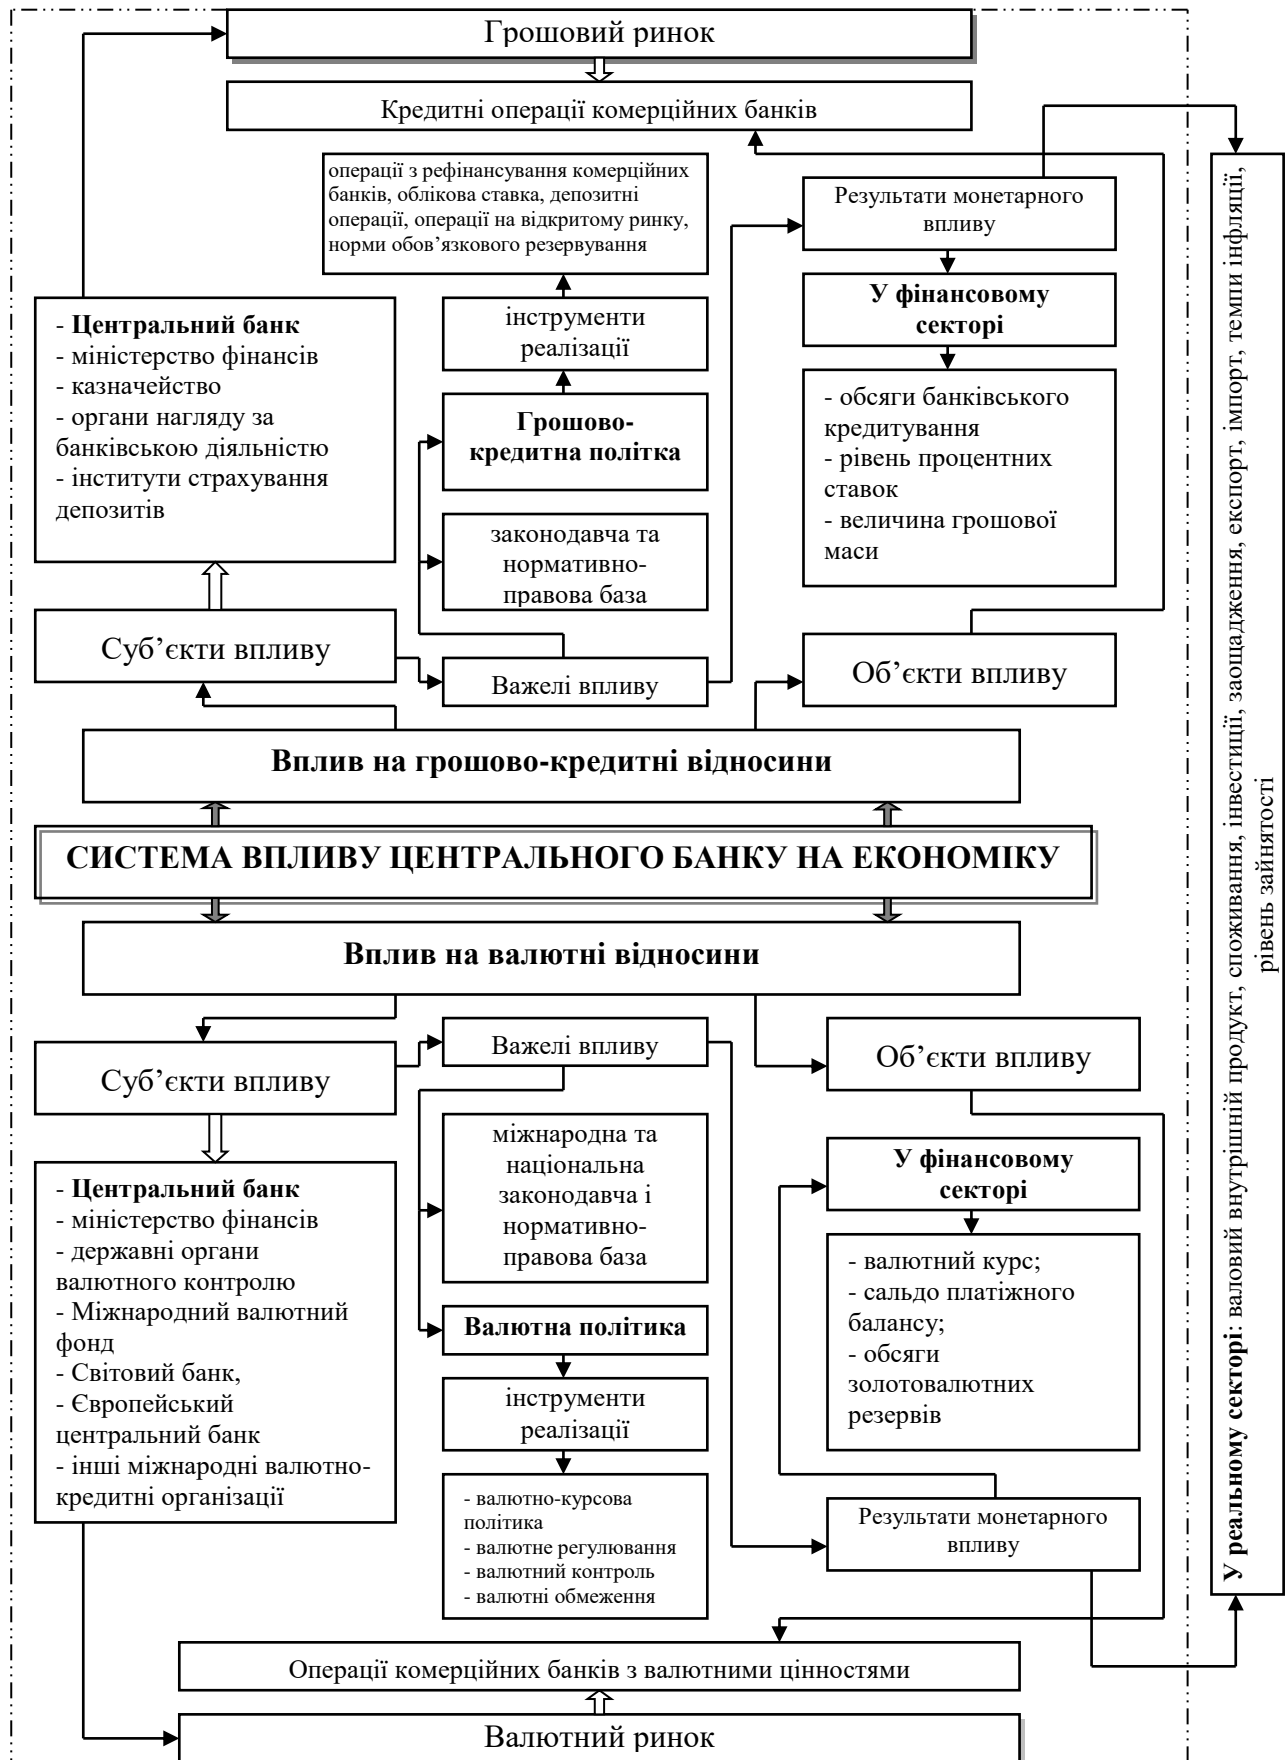 Грошовий ринок
Кредитні операції комерційних банків
операції з рефінансування комерційних
банків, облікова ставка, депозитні
операції, операції на відкритому ринку,
норми обов’язкового резервування
Результати монетарного
впливу
У фінансовому
секторі
- обсяги банківського
кредитування
- рівень процентних
ставок
- величина грошової
маси
інструменти
реалізації
Грошово-
кредитна політка
законодавча та
нормативно-
правова база
- Центральний банк
- міністерство фінансів
- казначейство
- органи нагляду за
банківською діяльністю
- інститути страхування
депозитів
Суб’єкти впливу
Важелі впливу
Об’єкти впливу
Вплив на грошово-кредитні відносини
СИСТЕМА ВПЛИВУ ЦЕНТРАЛЬНОГО БАНКУ НА ЕКОНОМІКУ
Вплив на валютні відносини
Суб’єкти впливу
Важелі впливу
Об’єкти впливу
- Центральний банк
- міністерство фінансів
- державні органи
валютного контролю
- Міжнародний валютний
фонд
- Світовий банк,
- Європейський
центральний банк
- інші міжнародні валютно-
кредитні організації
міжнародна та
національна
законодавча і
нормативно-
правова база
Валютна політика
інструменти
реалізації
- валютно-курсова
політика
- валютне регулювання
- валютний контроль
- валютні обмеження
У фінансовому
секторі
- валютний курс;
- сальдо платіжного
балансу;
- обсяги
золотовалютних
резервів
Результати монетарного
впливу
Операції комерційних банків з валютними цінностями
Валютний ринок
У реальному секторі: валовий внутрішній продукт, споживання, інвестиції, заощадження, експорт, імпорт, темпи інфляції,
рівень зайнятості